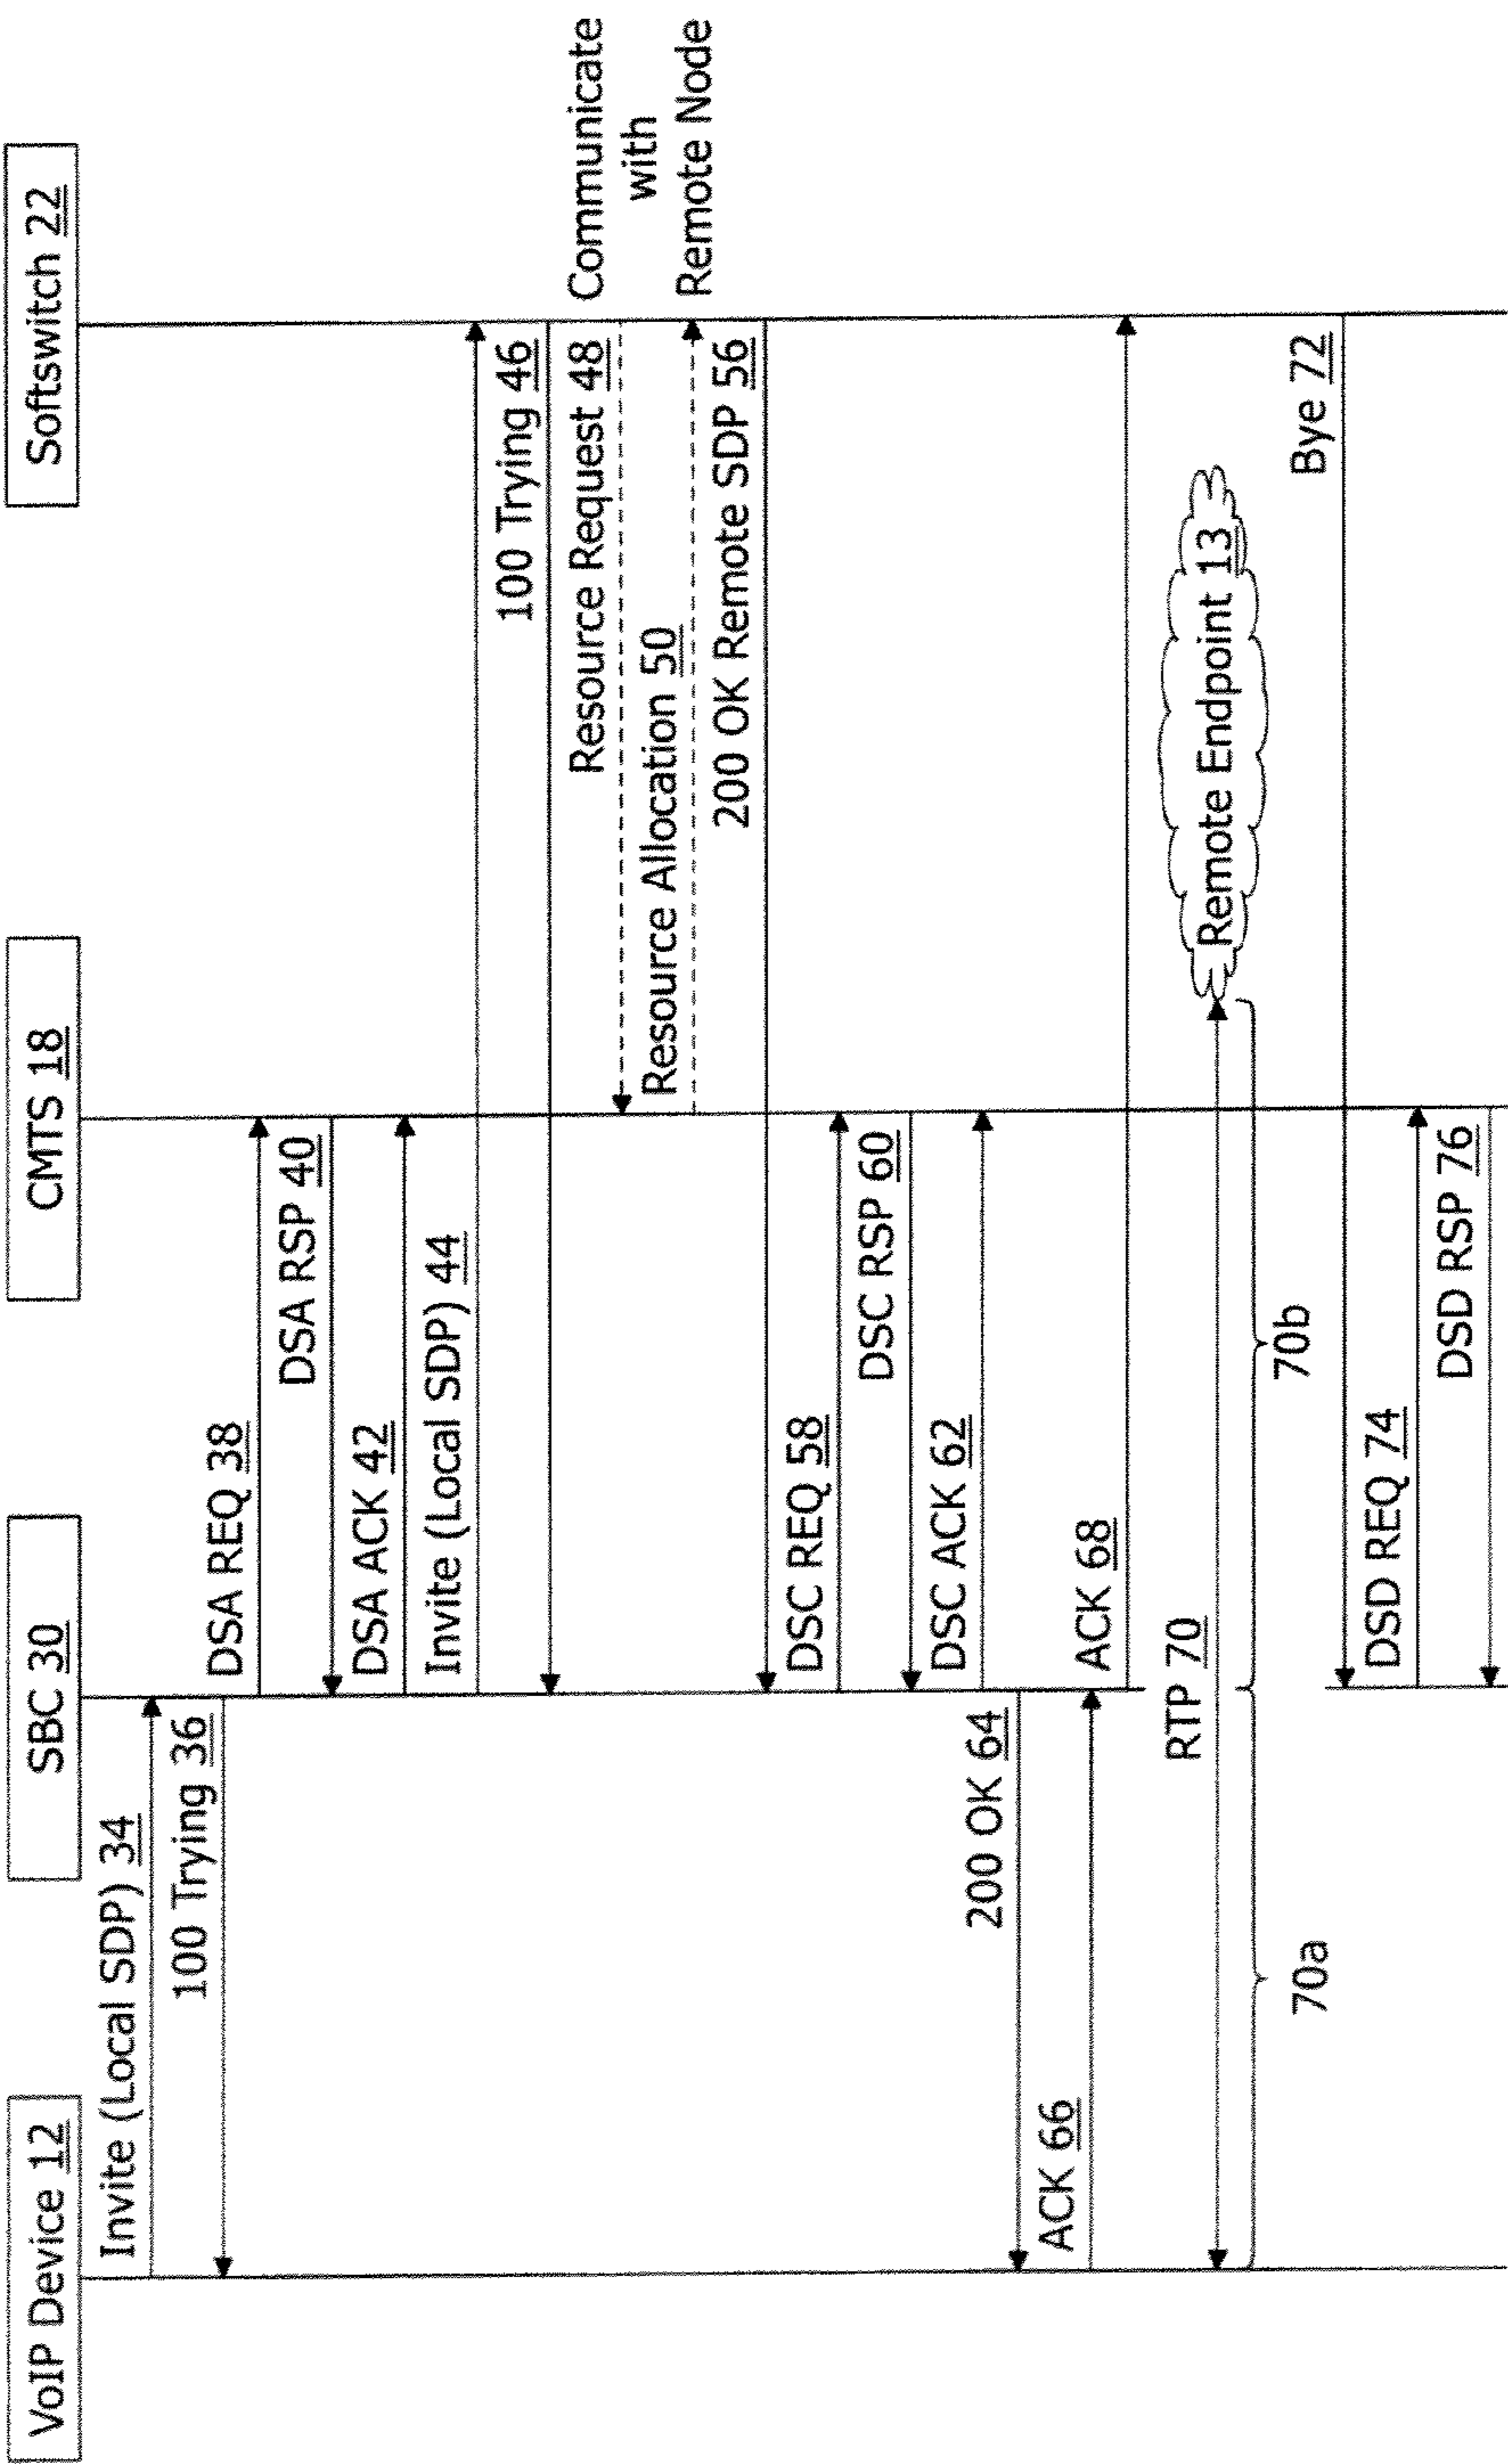 VoIP Device 12
SBC 30
CMTS 18
Softswitch 22
Invite (Local SDP) 34
100 Trying 36
DSA REQ 38
DSA RSP 40
DSA ACK 42
Invite (Local SDP) 44
100 Trying 46
Resource Request 48
Communicate
with
Remote Node
Resource Allocation 50
200 OK Remote SDP 56
DSC REQ 58
DSC RSP 60
DSC ACK 62
200 OK 64
ACK 66
ACK 68
RTP 70
Remote Endpoint 13
70a
70b
Bye 72
DSD REQ 74
DSD RSP 76